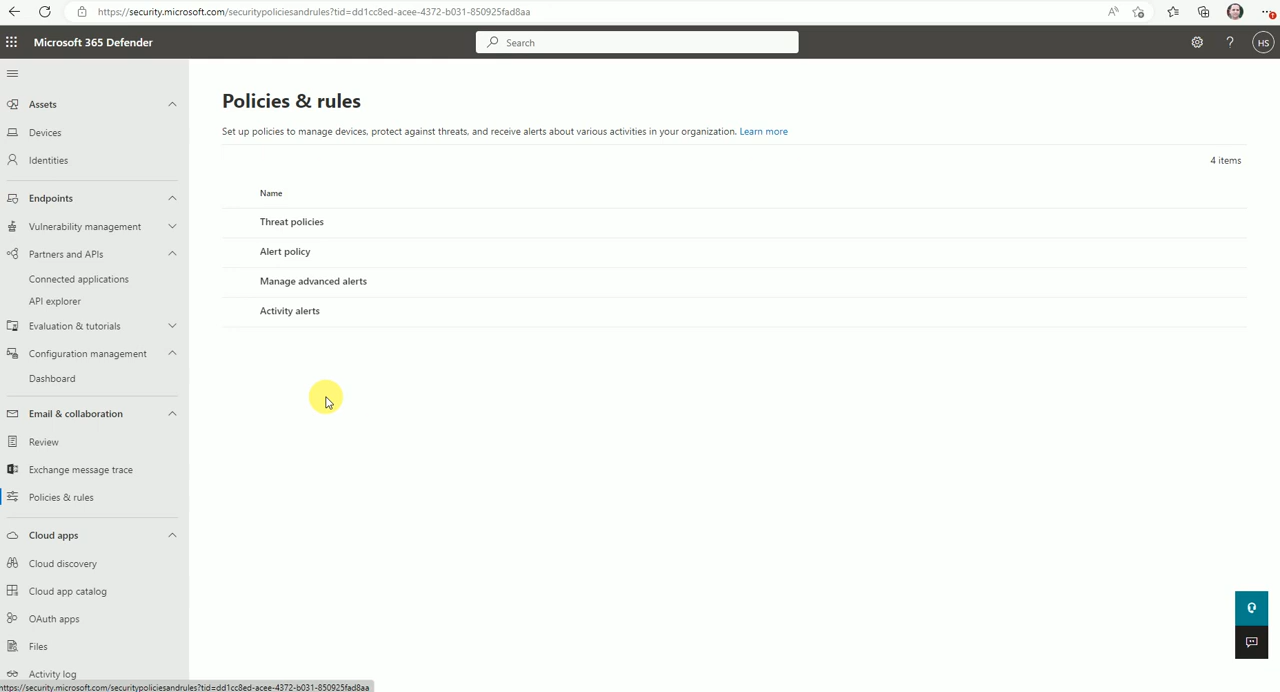 https://security.microsoft.com/securitypoliciesandrules?tid=dd1cc8ed-acee-4372-b031-850925fad8aa
Microsoft 365 Defender
Search
HS
Assets
Devices
Identities
Endpoints
Vulnerability management
Partners and APIs
Connected applications
API explorer
Evaluation & tutorials
Configuration management
Dashboard
Email & collaboration
Review
Exchange message trace
Policies & rules
Cloud apps
Cloud discovery
Cloud app catalog
OAuth apps
Files
Activity log
Policies & rules
Set up policies to manage devices, protect against threats, and receive alerts about various activities in your organization. Learn more
4 items
Name
Threat policies
Alert policy
Manage advanced alerts
Activity alerts
https://security.microsoft.com/securitypoliciesandrules?tid=dd1cc8ed-acee-4372-b031-850925fad8aa